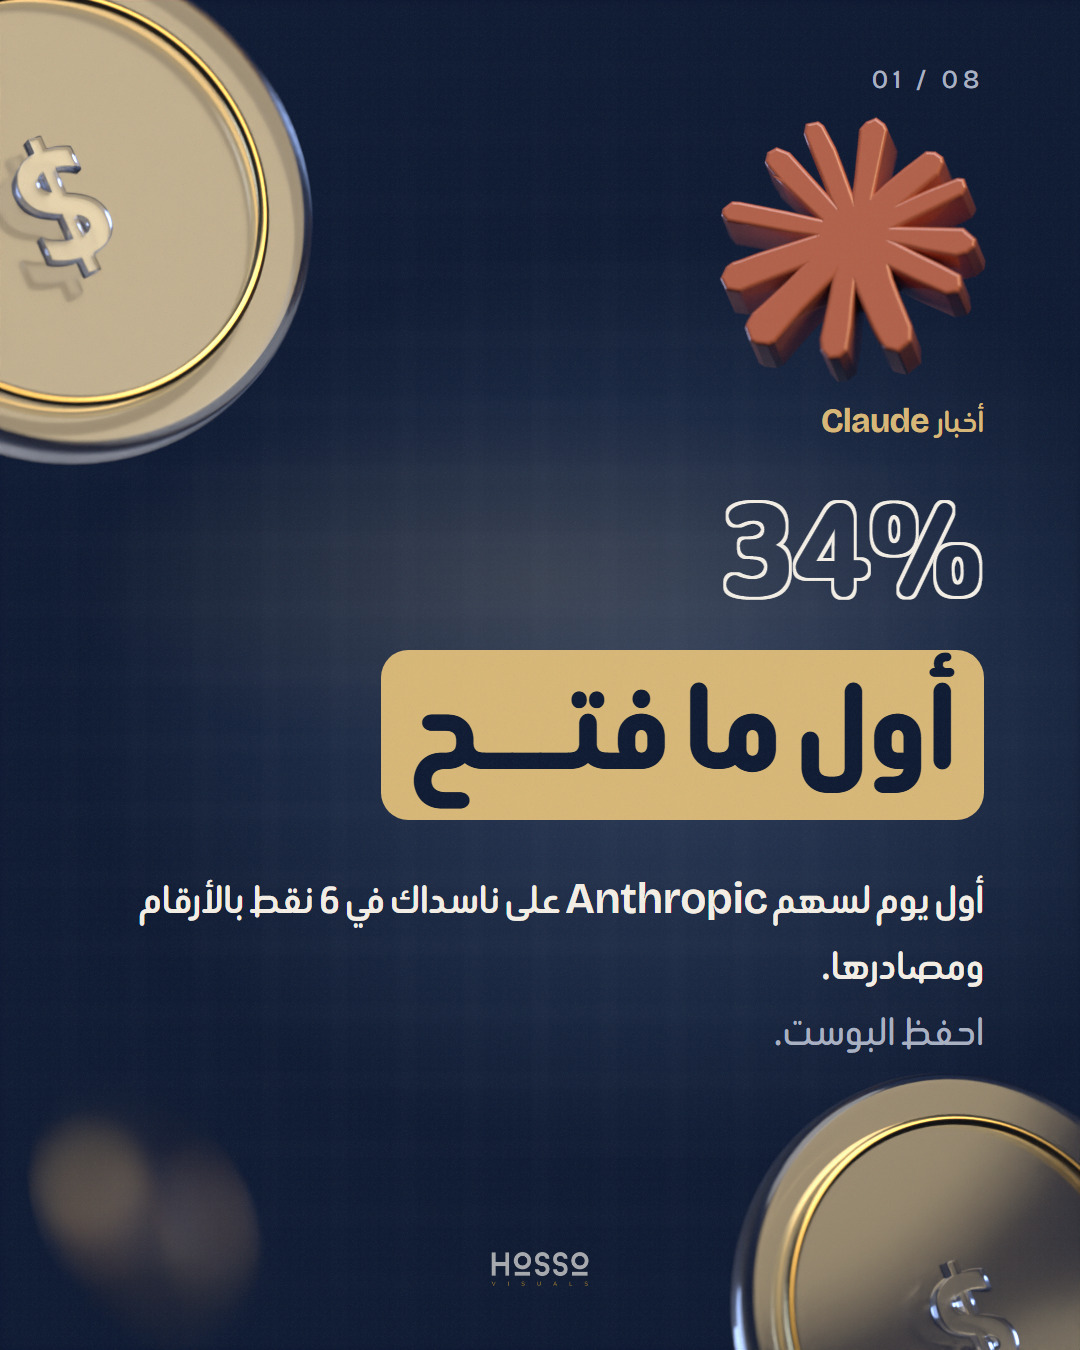 01 / 08
$
أخبار Claude
34%
أول ما فتـــح
أول يوم لسهم Anthropic على ناسداك في 6 نقط بالأرقام
ومصادرها.
احفظ البوست.
$
HOSSO
VISUALS